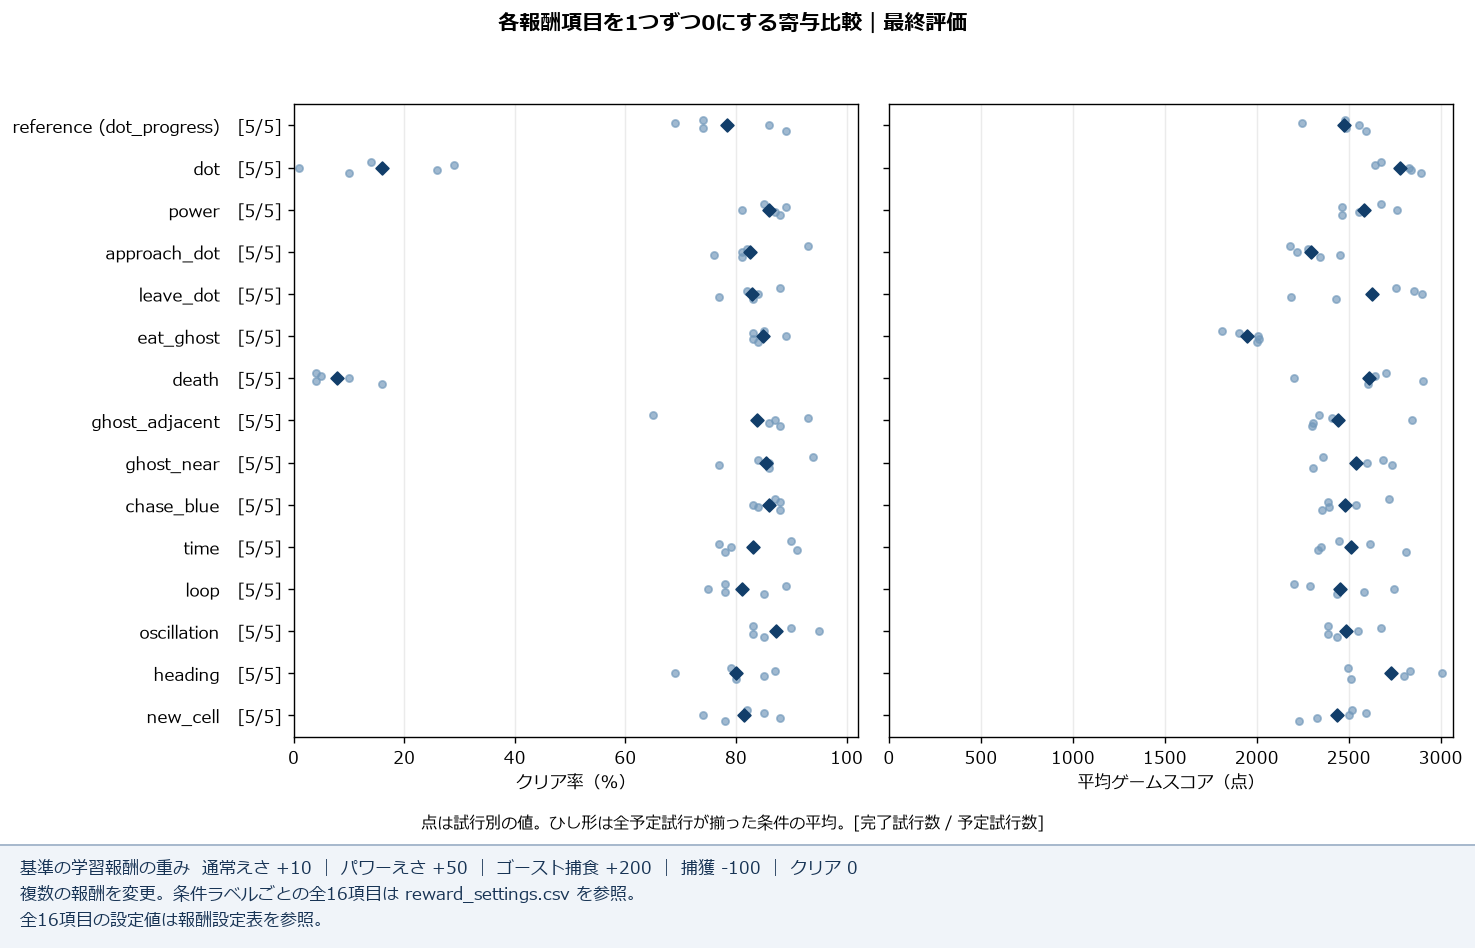 各報酬項目を1つずつ0にする寄与比較｜最終評価
reference (dot_progress) [5/5]
dot [5/5]
power [5/5]
approach_dot [5/5]
leave_dot [5/5]
eat_ghost [5/5]
death [5/5]
ghost_adjacent [5/5]
ghost_near [5/5]
chase_blue [5/5]
time [5/5]
loop [5/5]
oscillation [5/5]
heading [5/5]
new_cell [5/5]
0 20 40 60 80 100
クリア率（%）
0 500 1000 1500 2000 2500 3000
平均ゲームスコア（点）
点は試行別の値。ひし形は全予定試行が揃った条件の平均。[完了試行数 / 予定試行数]
基準の学習報酬の重み 通常えさ +10 ｜ パワーえさ +50 ｜ ゴースト捕食 +200 ｜ 捕獲 -100 ｜ クリア 0
複数の報酬を変更。条件ラベルごとの全16項目は reward_settings.csv を参照。
全16項目の設定値は報酬設定表を参照。